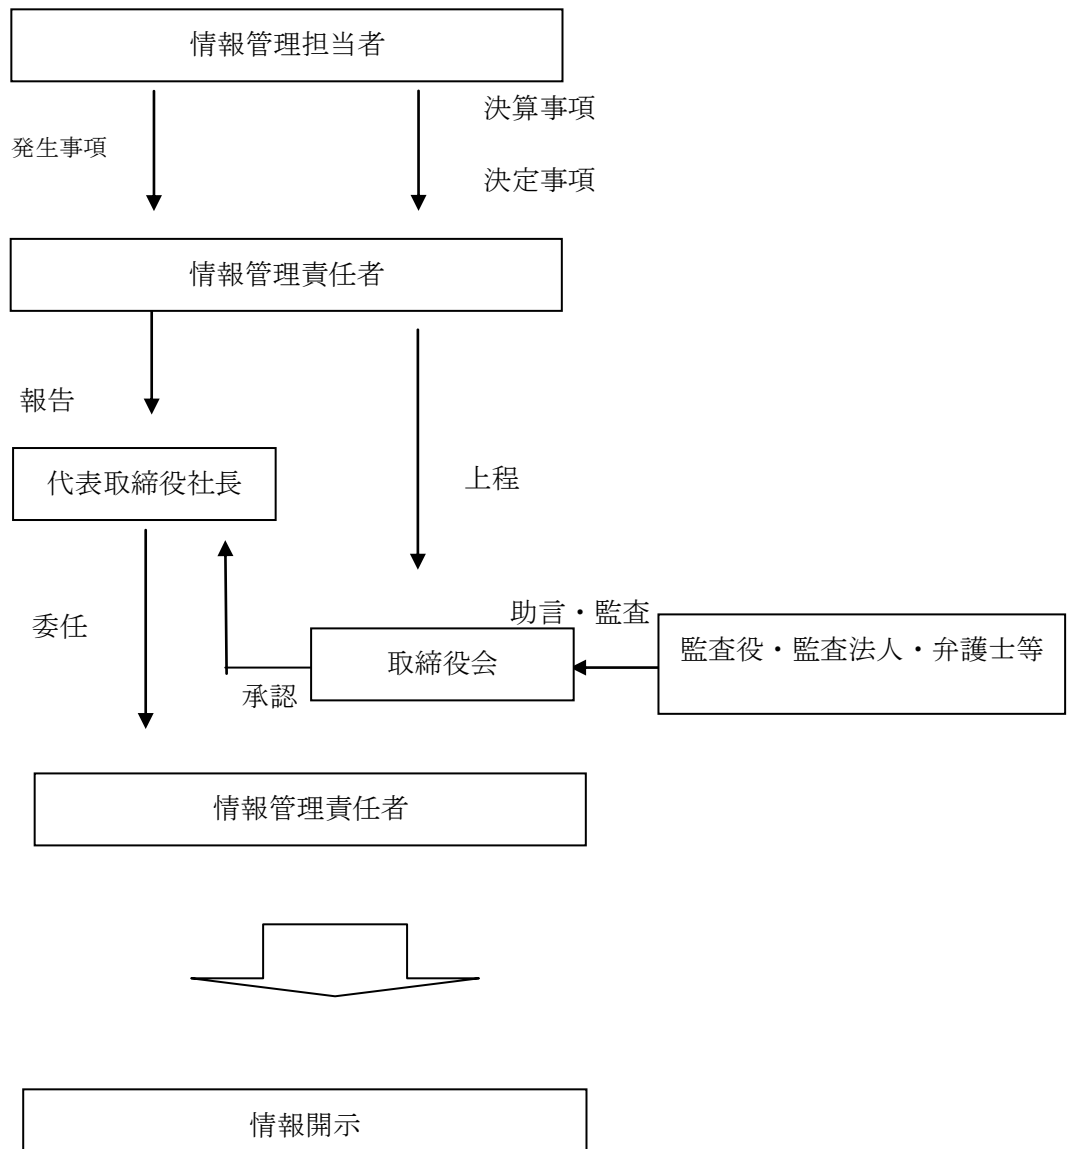 情報管理担当者
発生事項
決算事項
決定事項
情報管理責任者
報告
代表取締役社長
上程
委任
助言・監査
取締役会
監査役・監査法人・弁護士等
承認
情報管理責任者
情報開示